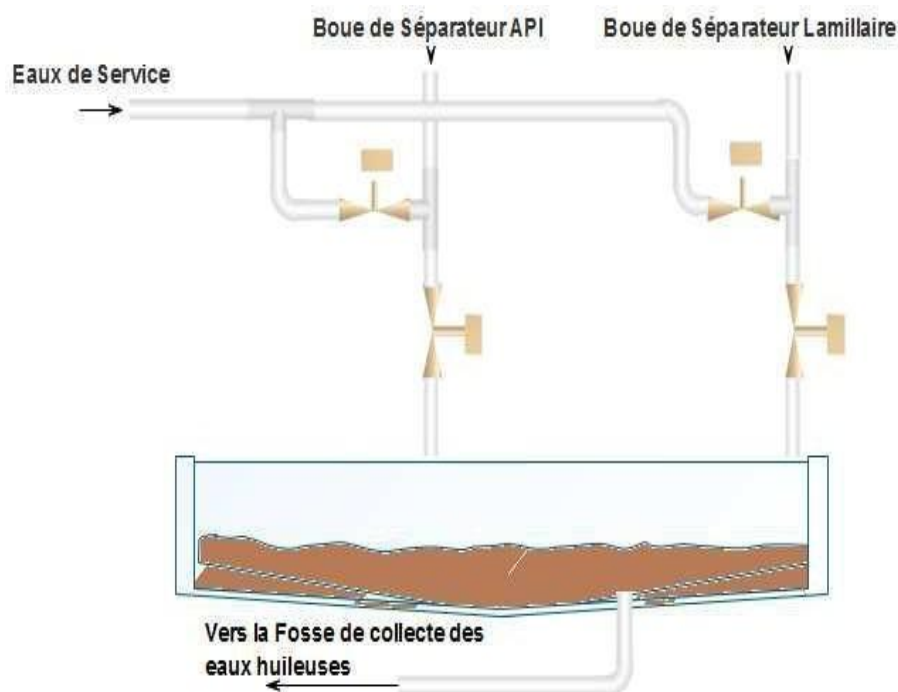 Boue de Séparateur API
Boue de Séparateur Lamillaire
Eaux de Service
Vers la Fosse de collecte des
eaux huileuses